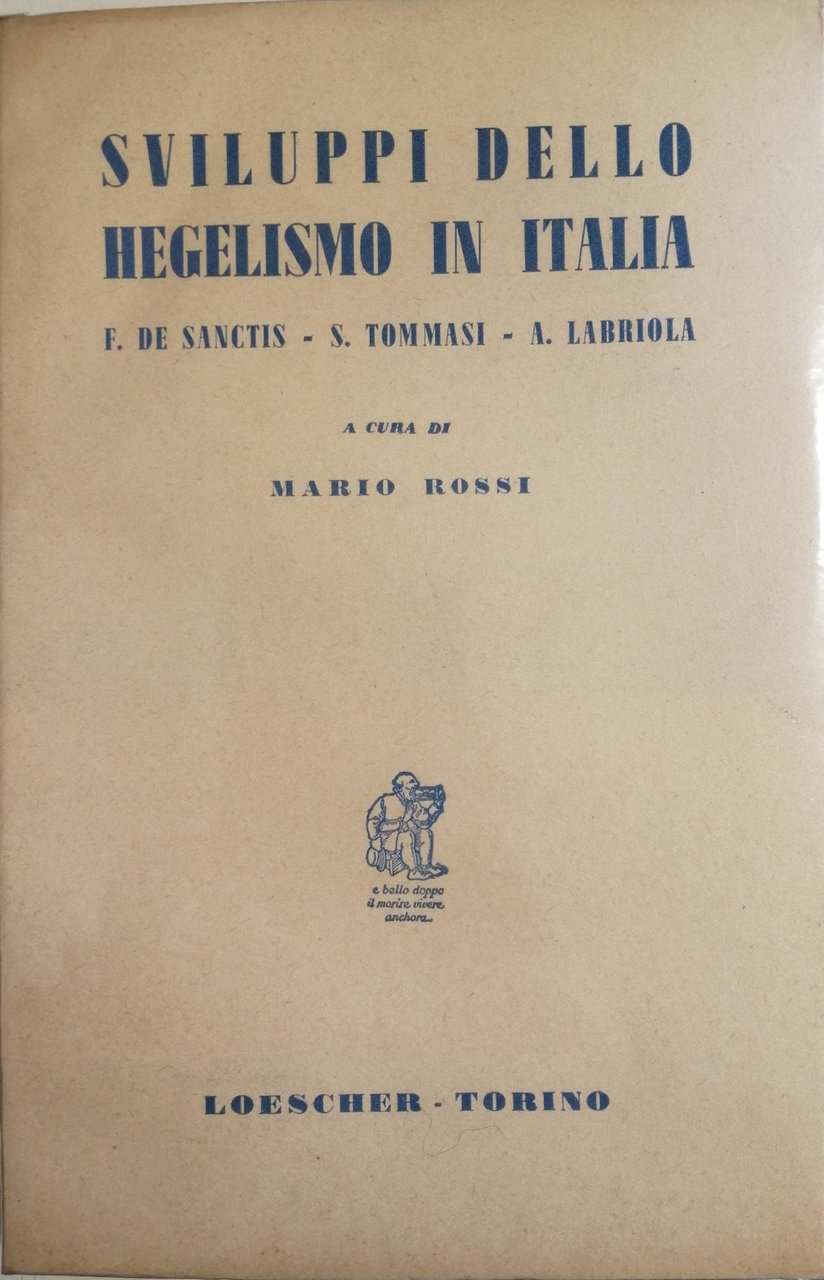 SVILUPPI DELLO
HEGELISMO IN ITALIA
F. DE SANCTIS - S. TOMMASI - A. LABRIOLA
A CURA DI
MARIO ROSSI
e bello doppo
il morire vivere
anchora
LOESCHER - TORINO